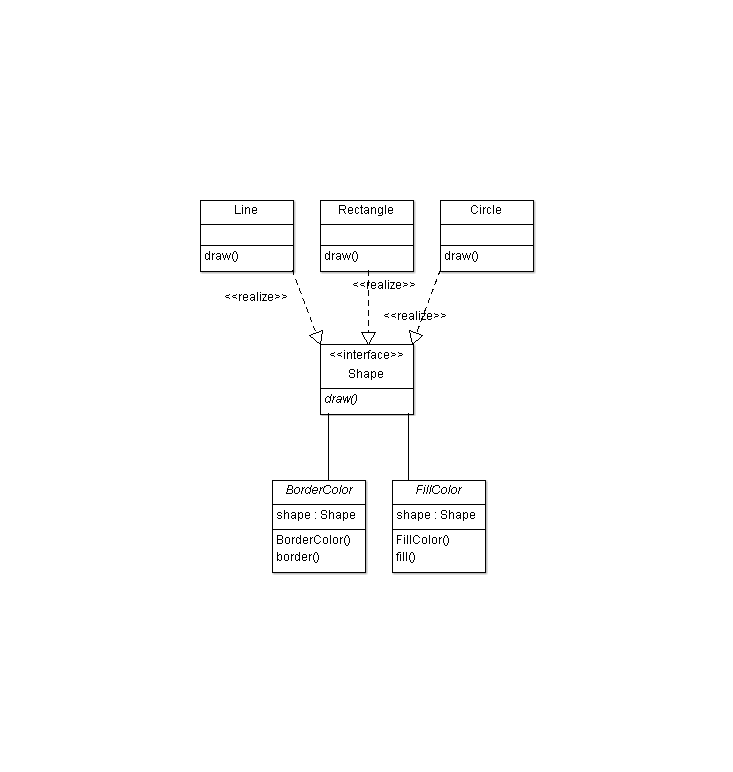 Line
Rectangle
Circle
draw()
draw()
draw()
<<realize>>
<<realize>>
<<realize>>
<<interface>>
Shape
draw()
BorderColor
FillColor
shape : Shape
shape : Shape
BorderColor()
border()
FillColor()
fill()